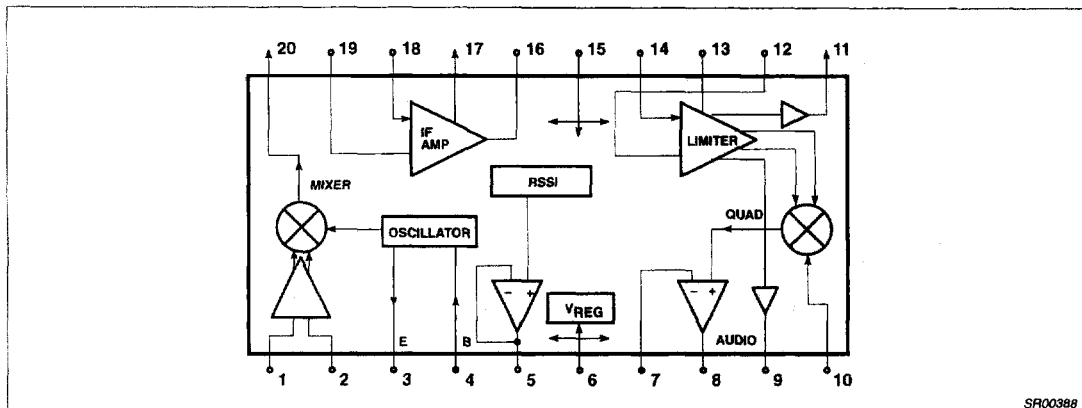 20 19 18 17 16 15 14 13 12 11
IF
AMP
LIMITER
RSSI
MIXER
OSCILLATOR
QUAD
- +
- +
VREG
E B
AUDIO
1 2 3 4 5 6 7 8 9 10
SR00388